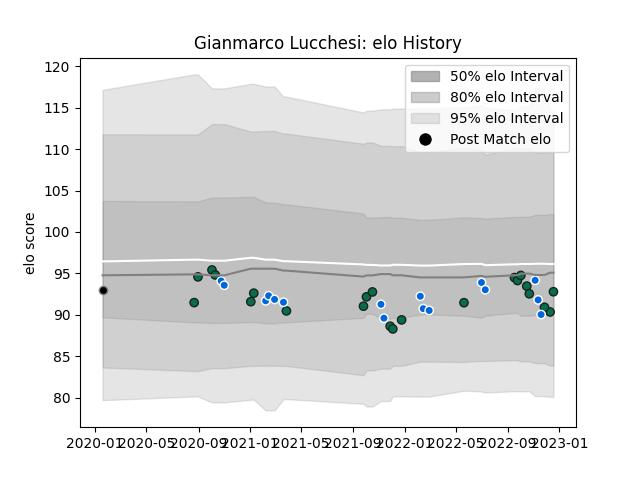 Gianmarco Lucchesi: elo History
120
115
110
105
100
95
90
85
80
elo score
50% elo Interval
80% elo Interval
95% elo Interval
Post Match elo
2020-01 2020-05 2020-09 2021-01 2021-05 2021-09 2022-01 2022-05 2022-09 2023-01